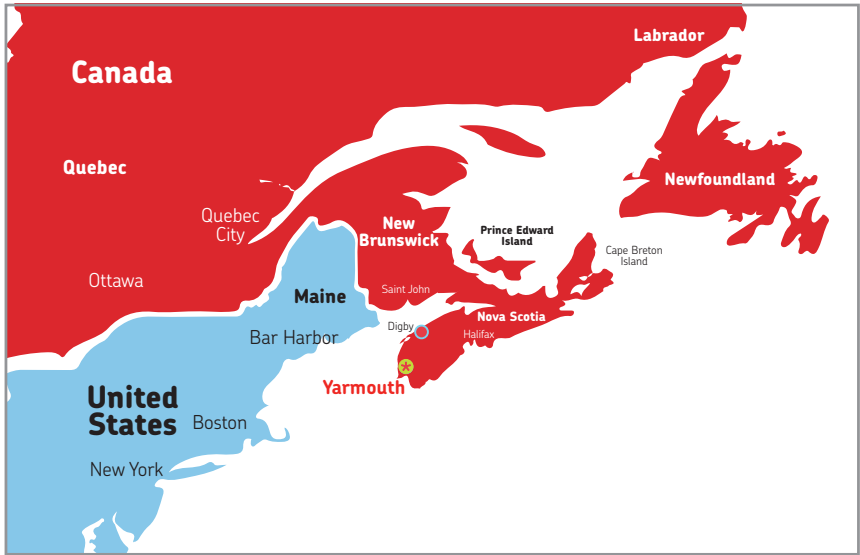 Labrador
Canada
Quebec
Newfoundland
Quebec
City
New
Brunswick
Prince Edward
Island
Cape Breton
Island
Ottawa
Maine
Saint John
Nova Scotia
Digby
Halifax
Bar Harbor
Yarmouth
United
States
Boston
New York